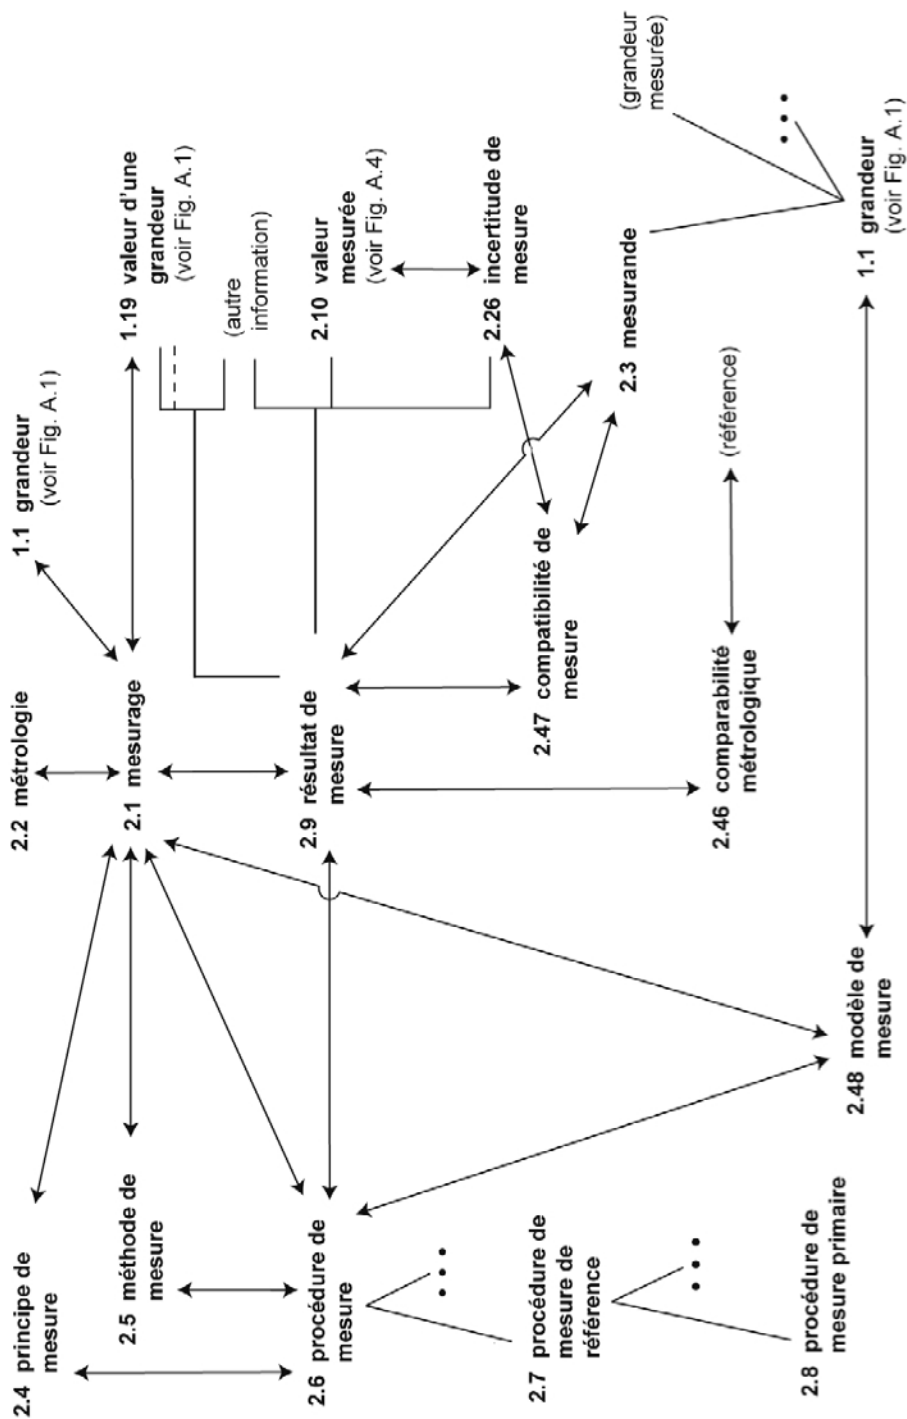 2.4 principe de
mesure
2.5 méthode de
mesure
2.6 procédure de
mesure
2.7 procédure de
mesure de
référence
2.8 procédure de
mesure primaire
2.2 métrologie
2.1 mesurage
2.9 résultat de
mesure
2.46 comparabilité
métrologique
2.48 modèle de
mesure
2.47 compatibilité de
mesure
1.1 grandeur
(voir Fig. A.1)
1.19 valeur d'une
grandeur
(voir Fig. A.1)
(autre
information)
2.10 valeur
mesurée
(voir Fig. A.4)
2.26 incertitude de
mesure
2.3 mesurande
(référence)
(grandeur
mesurée)
1.1 grandeur
(voir Fig. A.1)